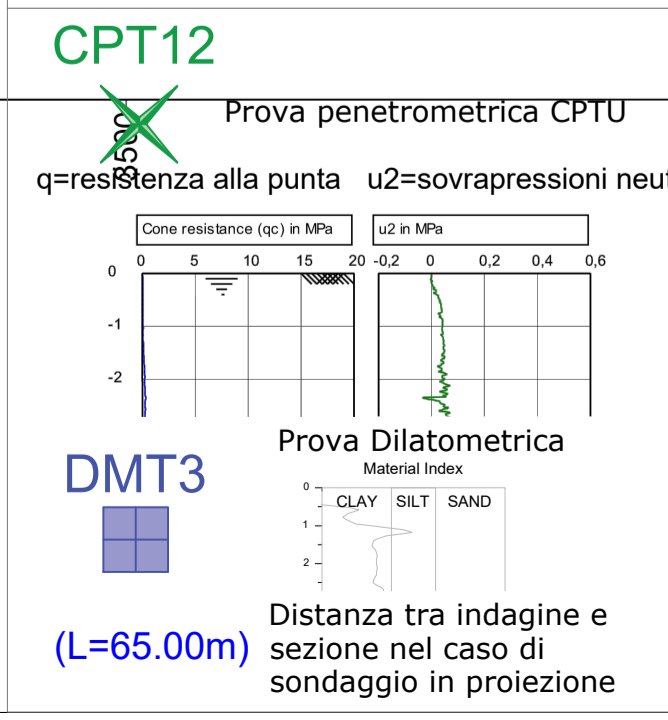 CPT12
Prova penetrometrica CPTU
3500
q=resistenza alla punta u2=sovrapressioni neut
Cone resistance (qc) in MPa u2 in MPa
0 5 10 15 20 -0,2 0 0,2 0,4 0,6
0
-1
-2
Prova Dilatometrica
DMT3
Material Index
0
CLAY SILT SAND
1
2
(L=65.00m)
Distanza tra indagine e
sezione nel caso di
sondaggio in proiezione